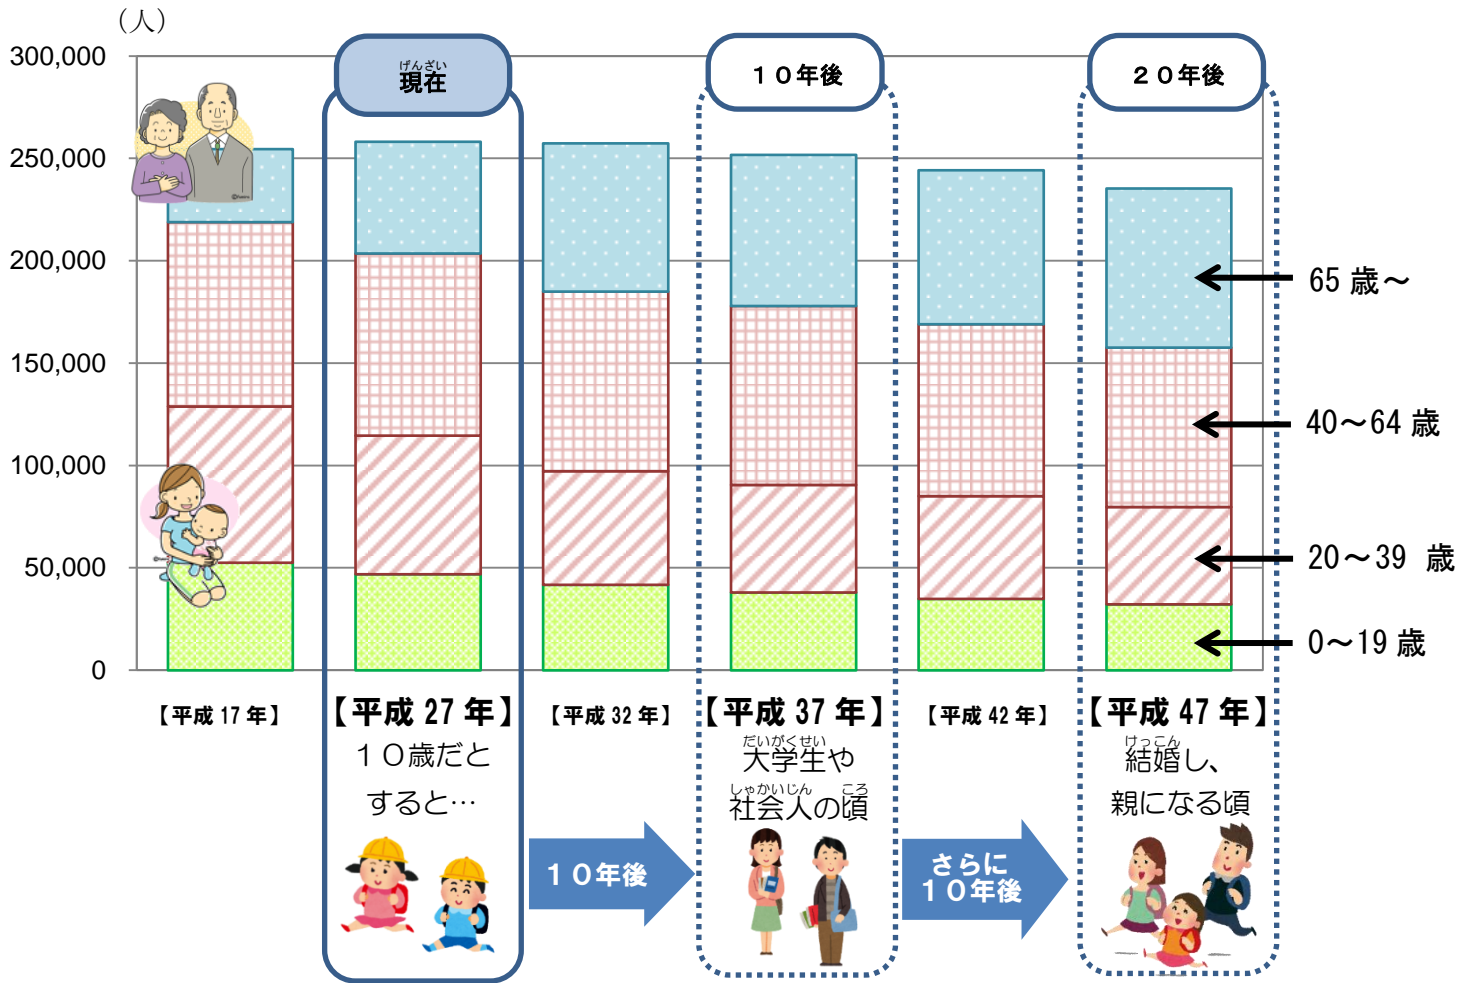 （人）
300,000
250,000
200,000
150,000
100,000
50,000
0
げんざい
現在
１０年後
２０年後
65 歳～
40～64 歳
20～39 歳
0～19 歳
【平成 17 年】
【平成 27 年】
【平成 32 年】
【平成 37 年】
【平成 42 年】
【平成 47 年】
１０歳だと
すると…
だいがくせい
大学生や
しゃかいじん ころ
社会人の頃
けっこん
結婚し、
親になる頃
１０年後
さらに
１０年後